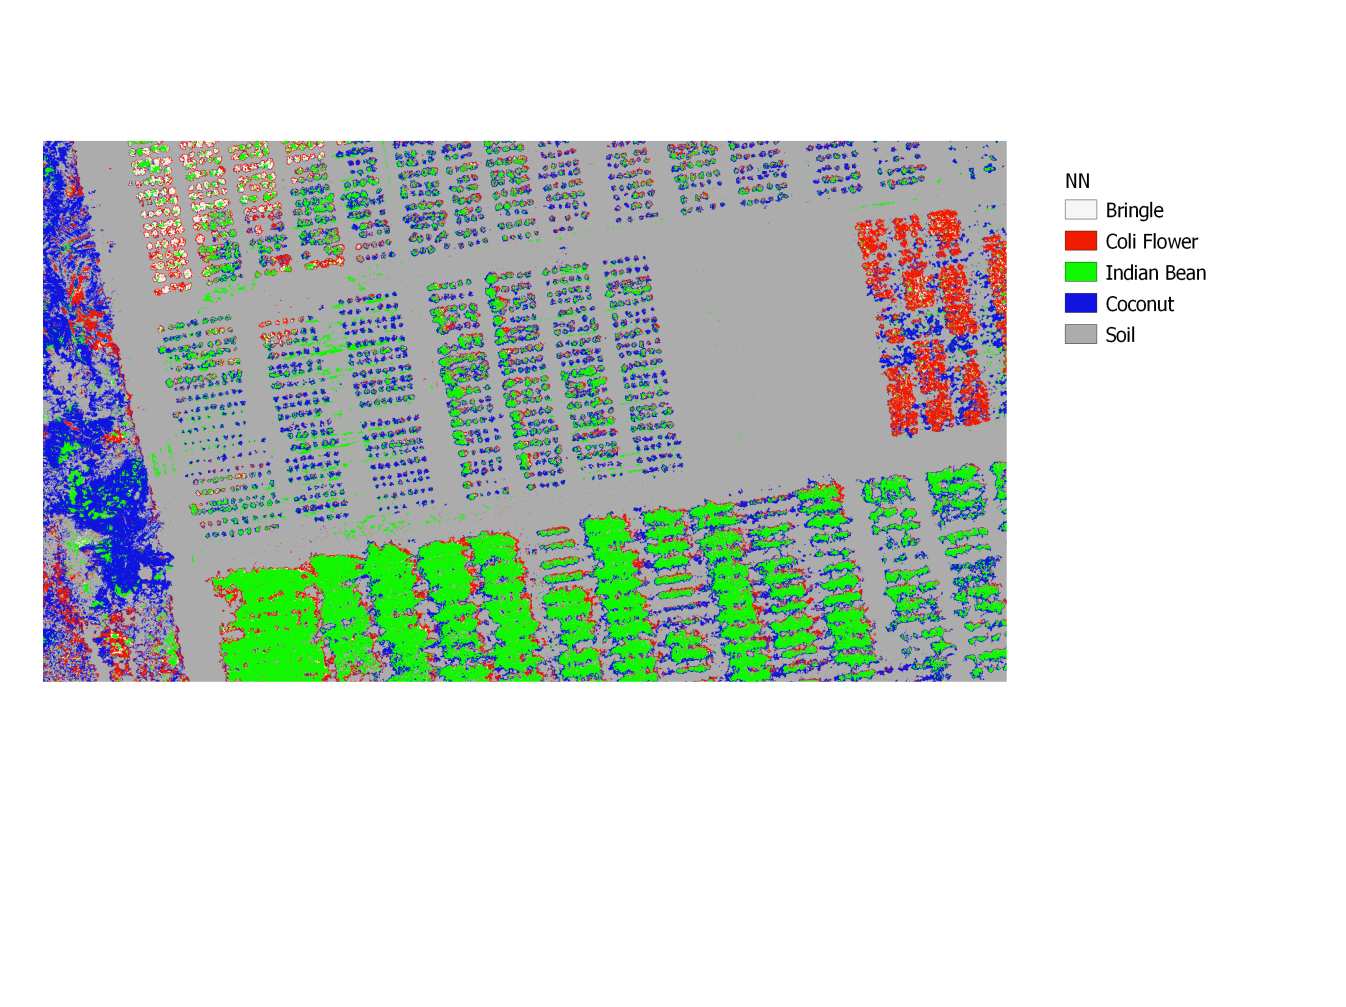 NN
Bringle
Coli Flower
Indian Bean
Coconut
Soil